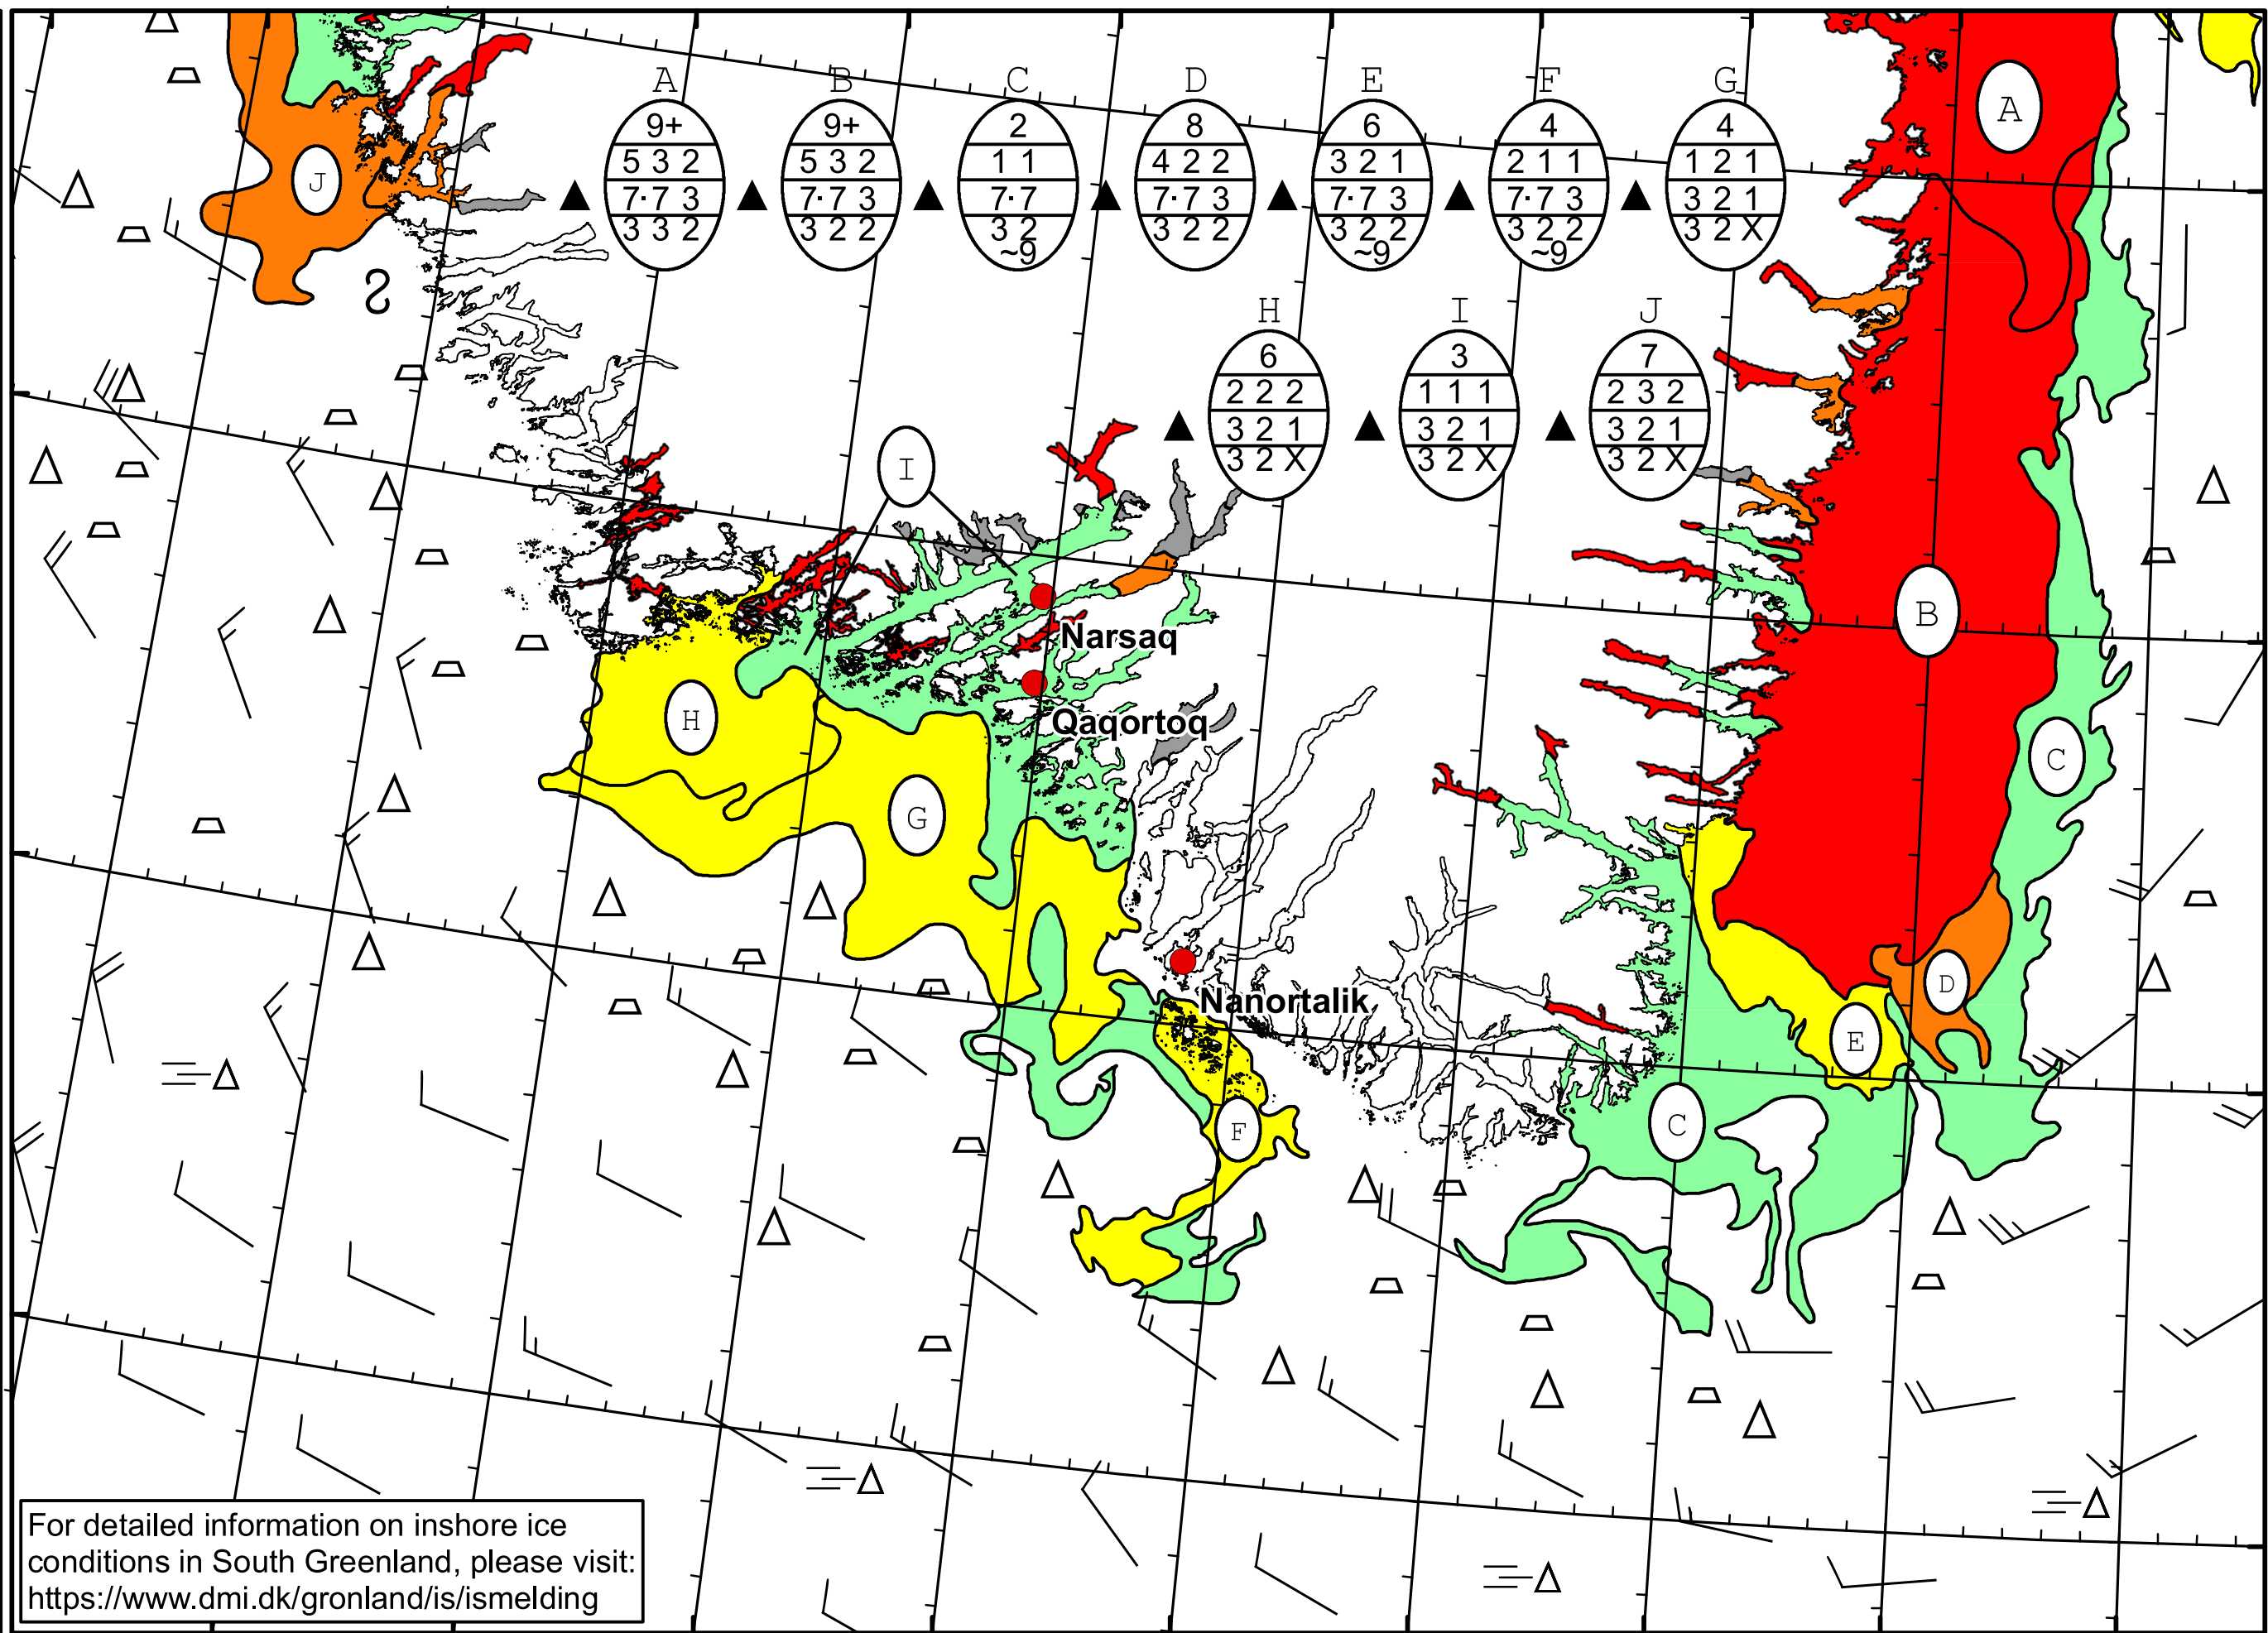 A B C D E F G
9+ 9+ 2 8 6 4 4
5 3 2 5 3 2 1 1 4 2 2 3 2 1 2 1 1 1 2 1
7· 7 3 7· 7 3 7· 7 7· 7 3 7· 7 3 7· 7 3 3 2 1
3 3 2 3 2 2 3 2 3 2 2 3 2 2 3 2 2 3 2 X
~9 ~9 ~9
H I J
6 3 7
2 2 2 1 1 1 2 3 2
3 2 1 3 2 1 3 2 1
3 2 X 3 2 X 3 2 X
A
J
I
B
Narsaq
H
Qaqortoq
C
G
D
Nanortalik
E
C
F
For detailed information on inshore ice
conditions in South Greenland, please visit:
https://www.dmi.dk/gronland/is/ismelding